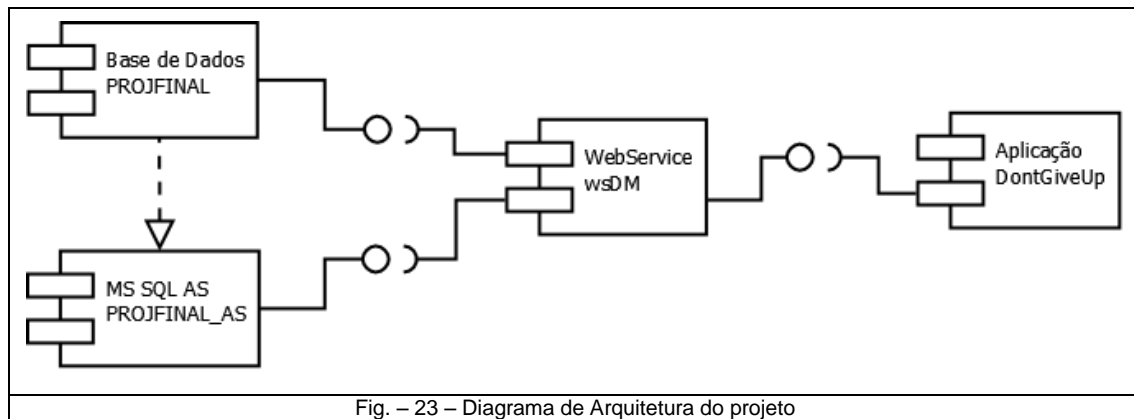 Base de Dados
PROJFINAL
WebService
wsDM
Aplicação
DontGiveUp
MS SQL AS
PROJFINAL_AS
Fig. – 23 – Diagrama de Arquitetura do projeto